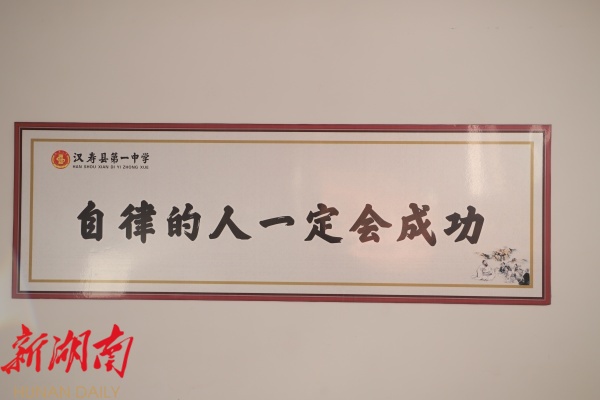 汉寿县第一中学
HAN SHOU XIAN DI YI ZHONG XUE
自律的人一定会成功
新湖南
HUNAN DAILY